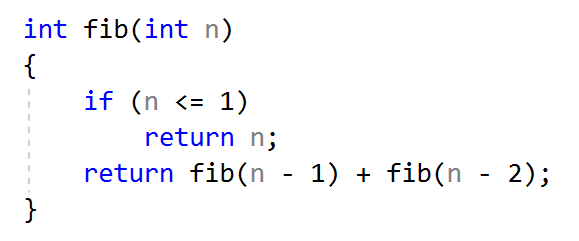 int fib(int n)
{
    if (n <= 1)
        return n;
    return fib(n - 1) + fib(n - 2);
}